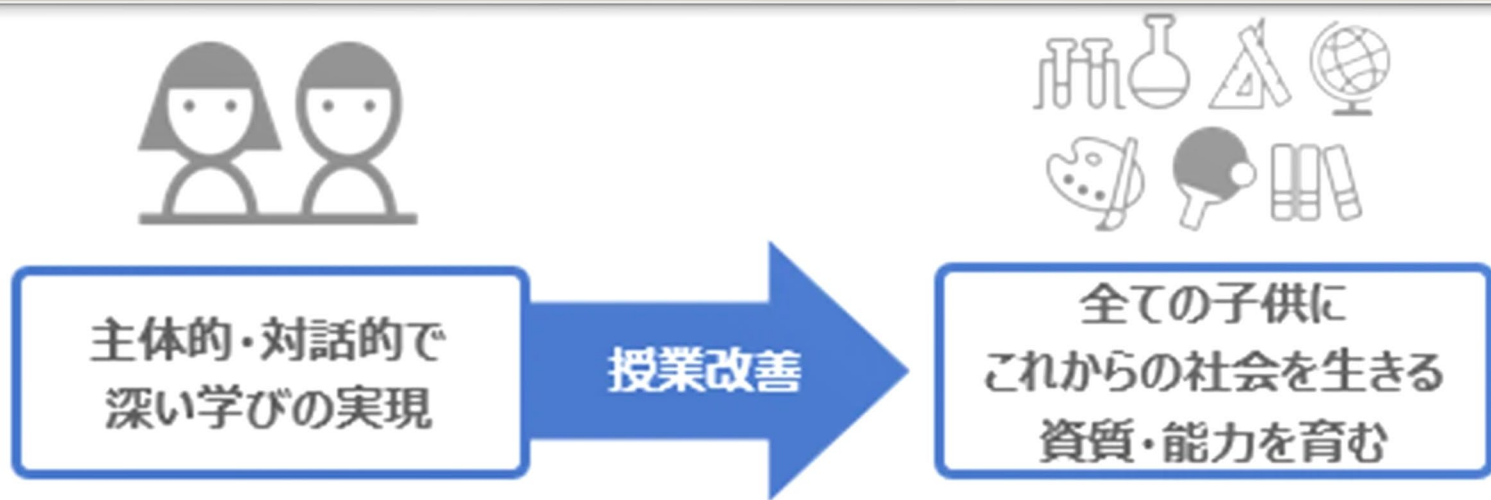 主体的・対話的で
深い学びの実現
授業改善
全ての子供に
これからの社会を生きる
資質・能力を育む